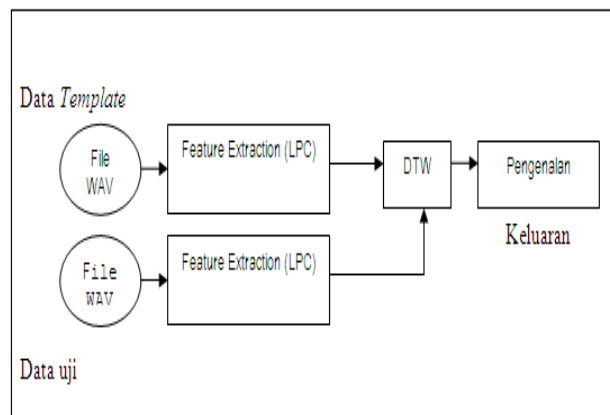 Data Template
File
WAV
Feature Extraction (LPC)
DTW
Pengenalan
Keluaran
File
WAV
Feature Extraction (LPC)
Data uji